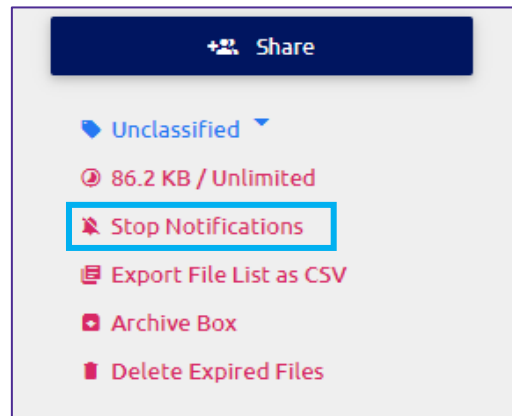 Share
Unclassified
86.2 KB / Unlimited
Stop Notifications
Export File List as CSV
Archive Box
Delete Expired Files